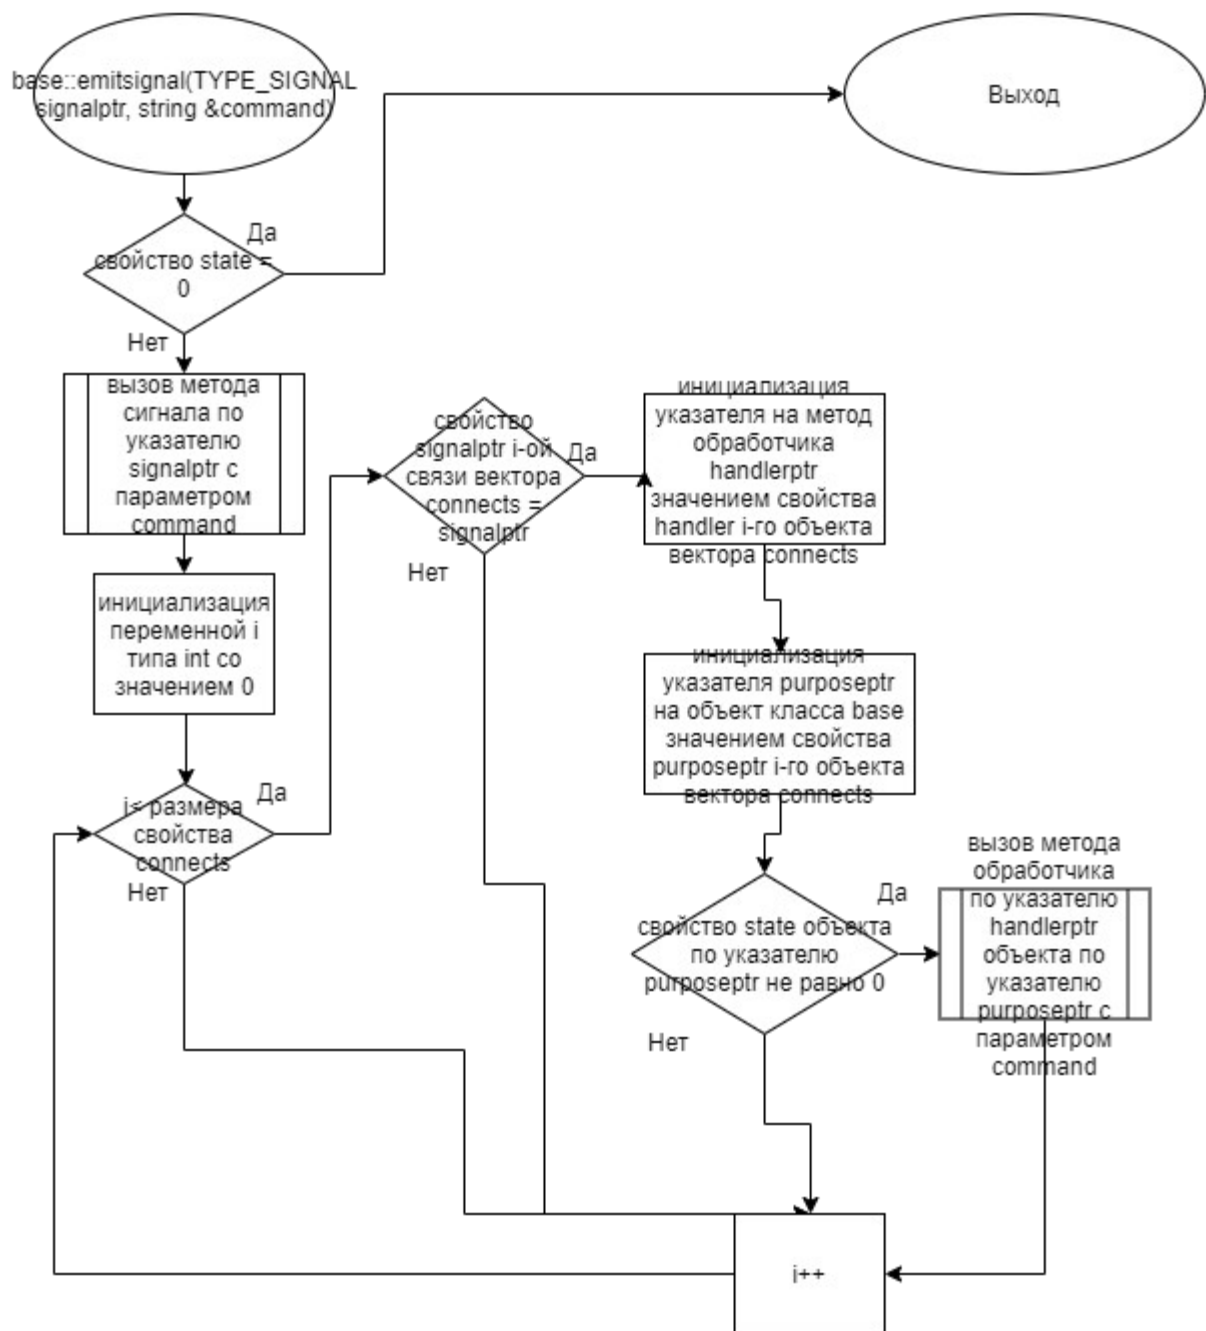 base::emitsignal(TYPE_SIGNAL
signalptr, string &command)
Выход
Да
свойство state =
0
Нет
вызов метода
сигнала по
указателю
signalptr с
параметром
command
инициализация
переменной i
типа int со
значением 0
i< размера
свойства
connects
Да
Нет
свойство
signalptr i-ой
связи вектора
connects =
signalptr
Да
Нет
инициализация
указателя на метод
обработчика
handlerptr
значением свойства
handler i-го объекта
вектора connects
инициализация
указателя purposeptr
на объект класса base
значением свойства
purposeptr i-го объекта
вектора connects
свойство state объекта
по указателю
purposeptr не равно 0
Да
Нет
вызов метода
обработчика
по указателю
handlerptr
объекта по
указателю
purposeptr с
параметром
command
i++